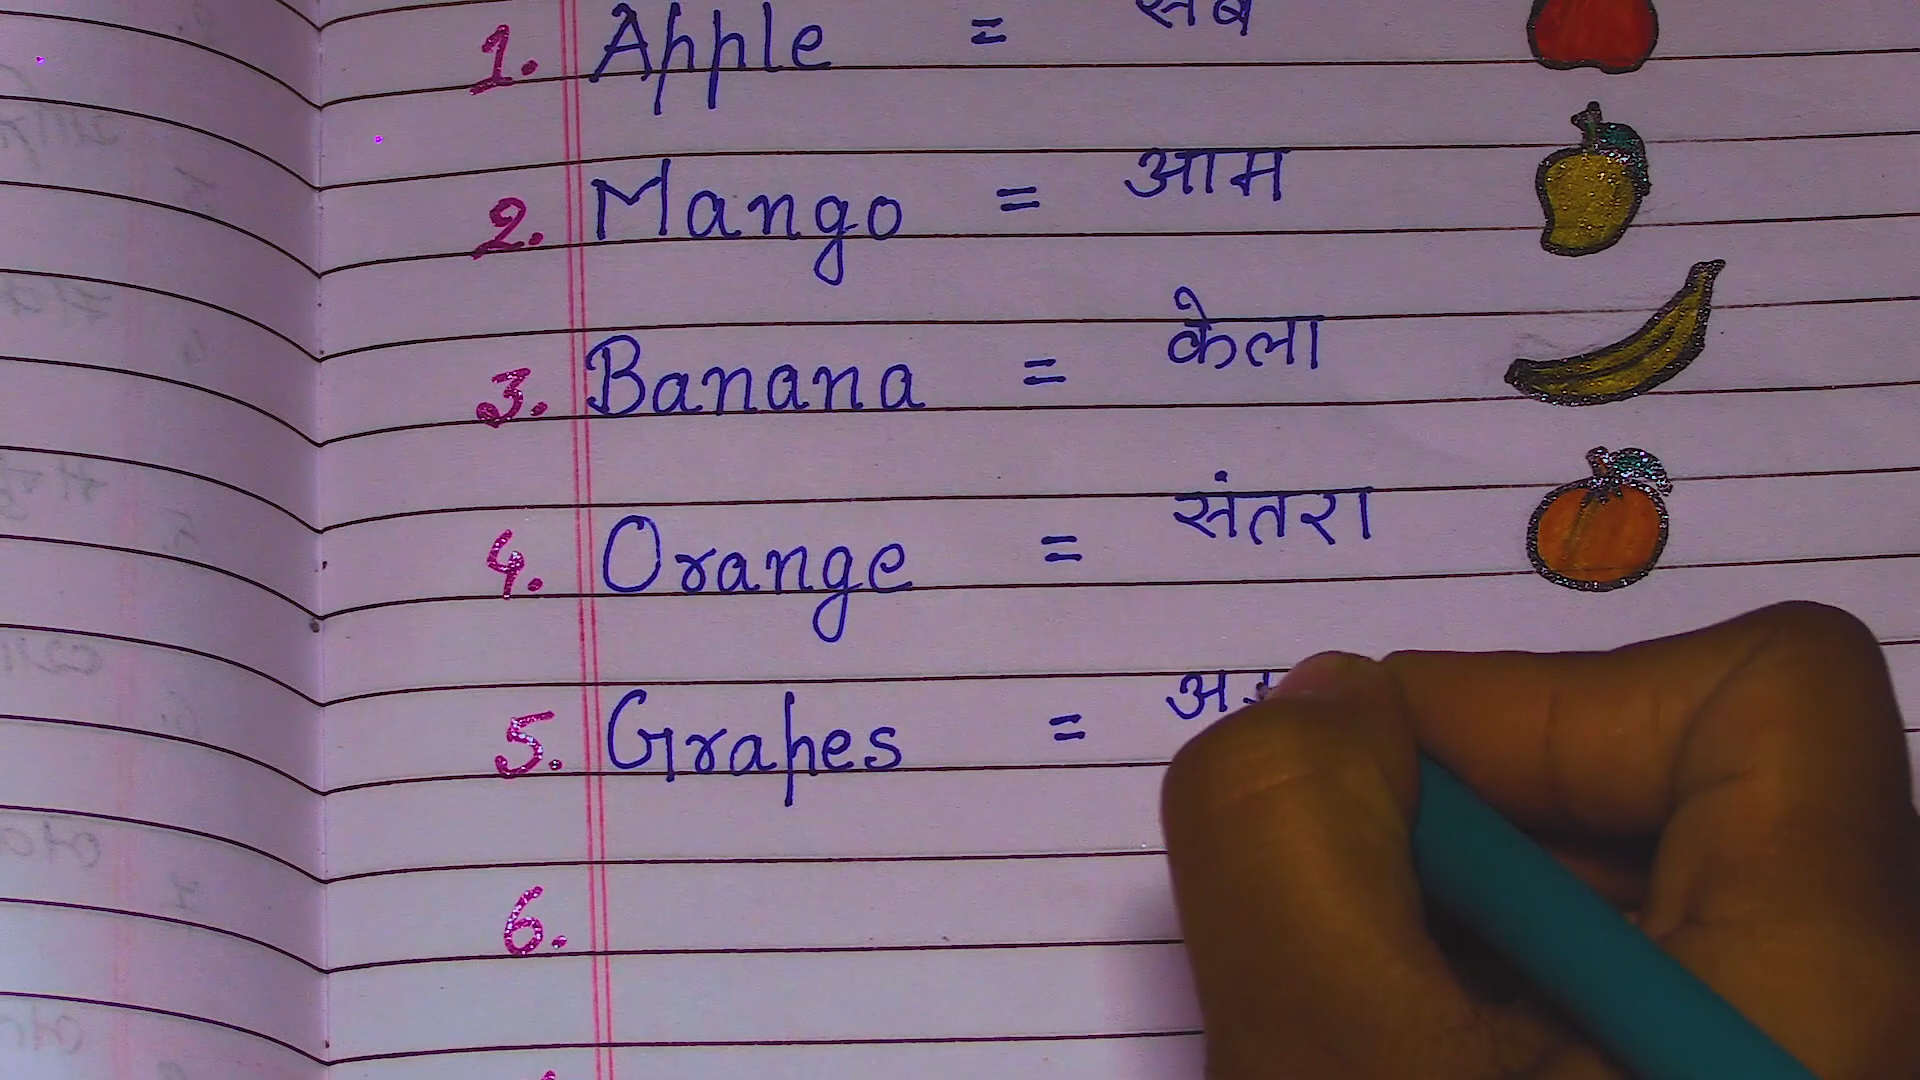 1. Apple = सेब
2. Mango = आम
3. Banana = केला
4. Orange = संतरा
5. Grapes = अ
6.